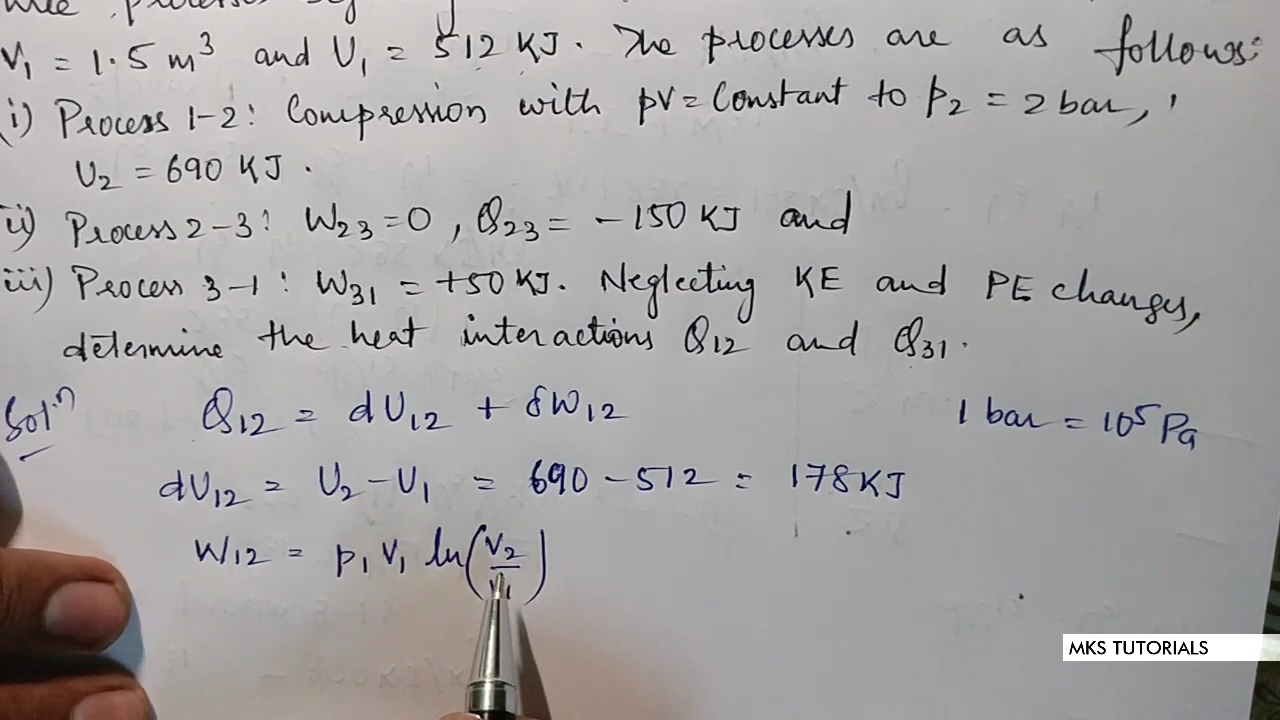 processes
V₁ = 1.5 m³ and U₁ = 512 KJ. The processes are as follows:
(i) Process 1-2: Compression with pV = Constant to p₂ = 2 bar,
U₂ = 690 KJ.
ii) Process 2-3: W₂₃ = 0, Q₂₃ = -150 KJ and
iii) Process 3-1: W₃₁ = +50 KJ. Neglecting KE and PE changes,
determine the heat interactions Q₁₂ and Q₃₁.
Solⁿ Q₁₂ = dU₁₂ + δW₁₂ 1 bar = 10⁵ Pa
dU₁₂ = U₂ - U₁ = 690 - 512 = 178 KJ
W₁₂ = p₁ V₁ ln(V₂/V₁)
MKS TUTORIALS